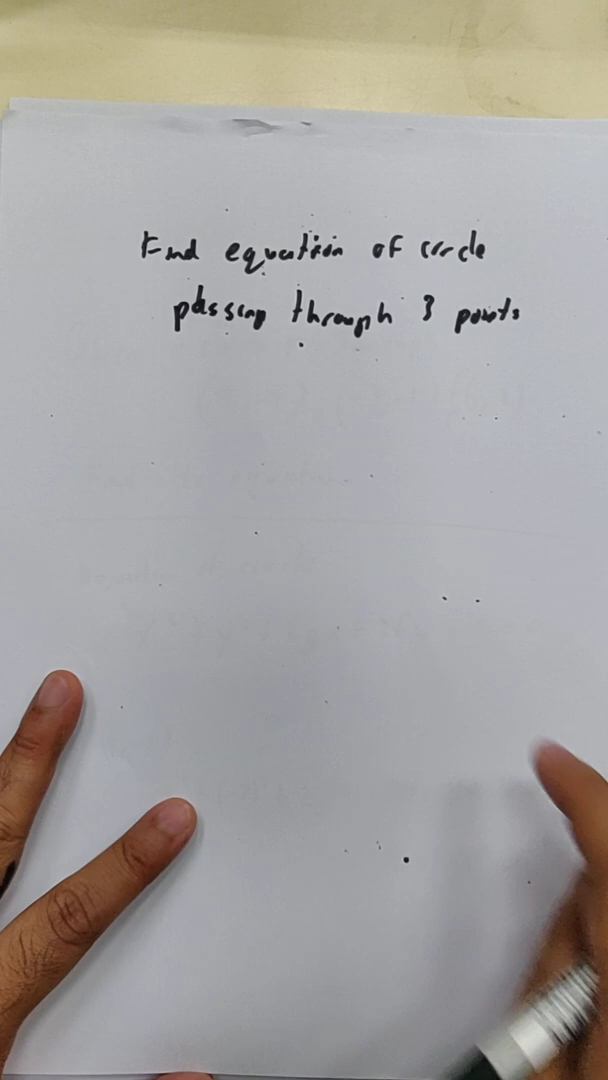 Find equation of circle
passing through 3 points